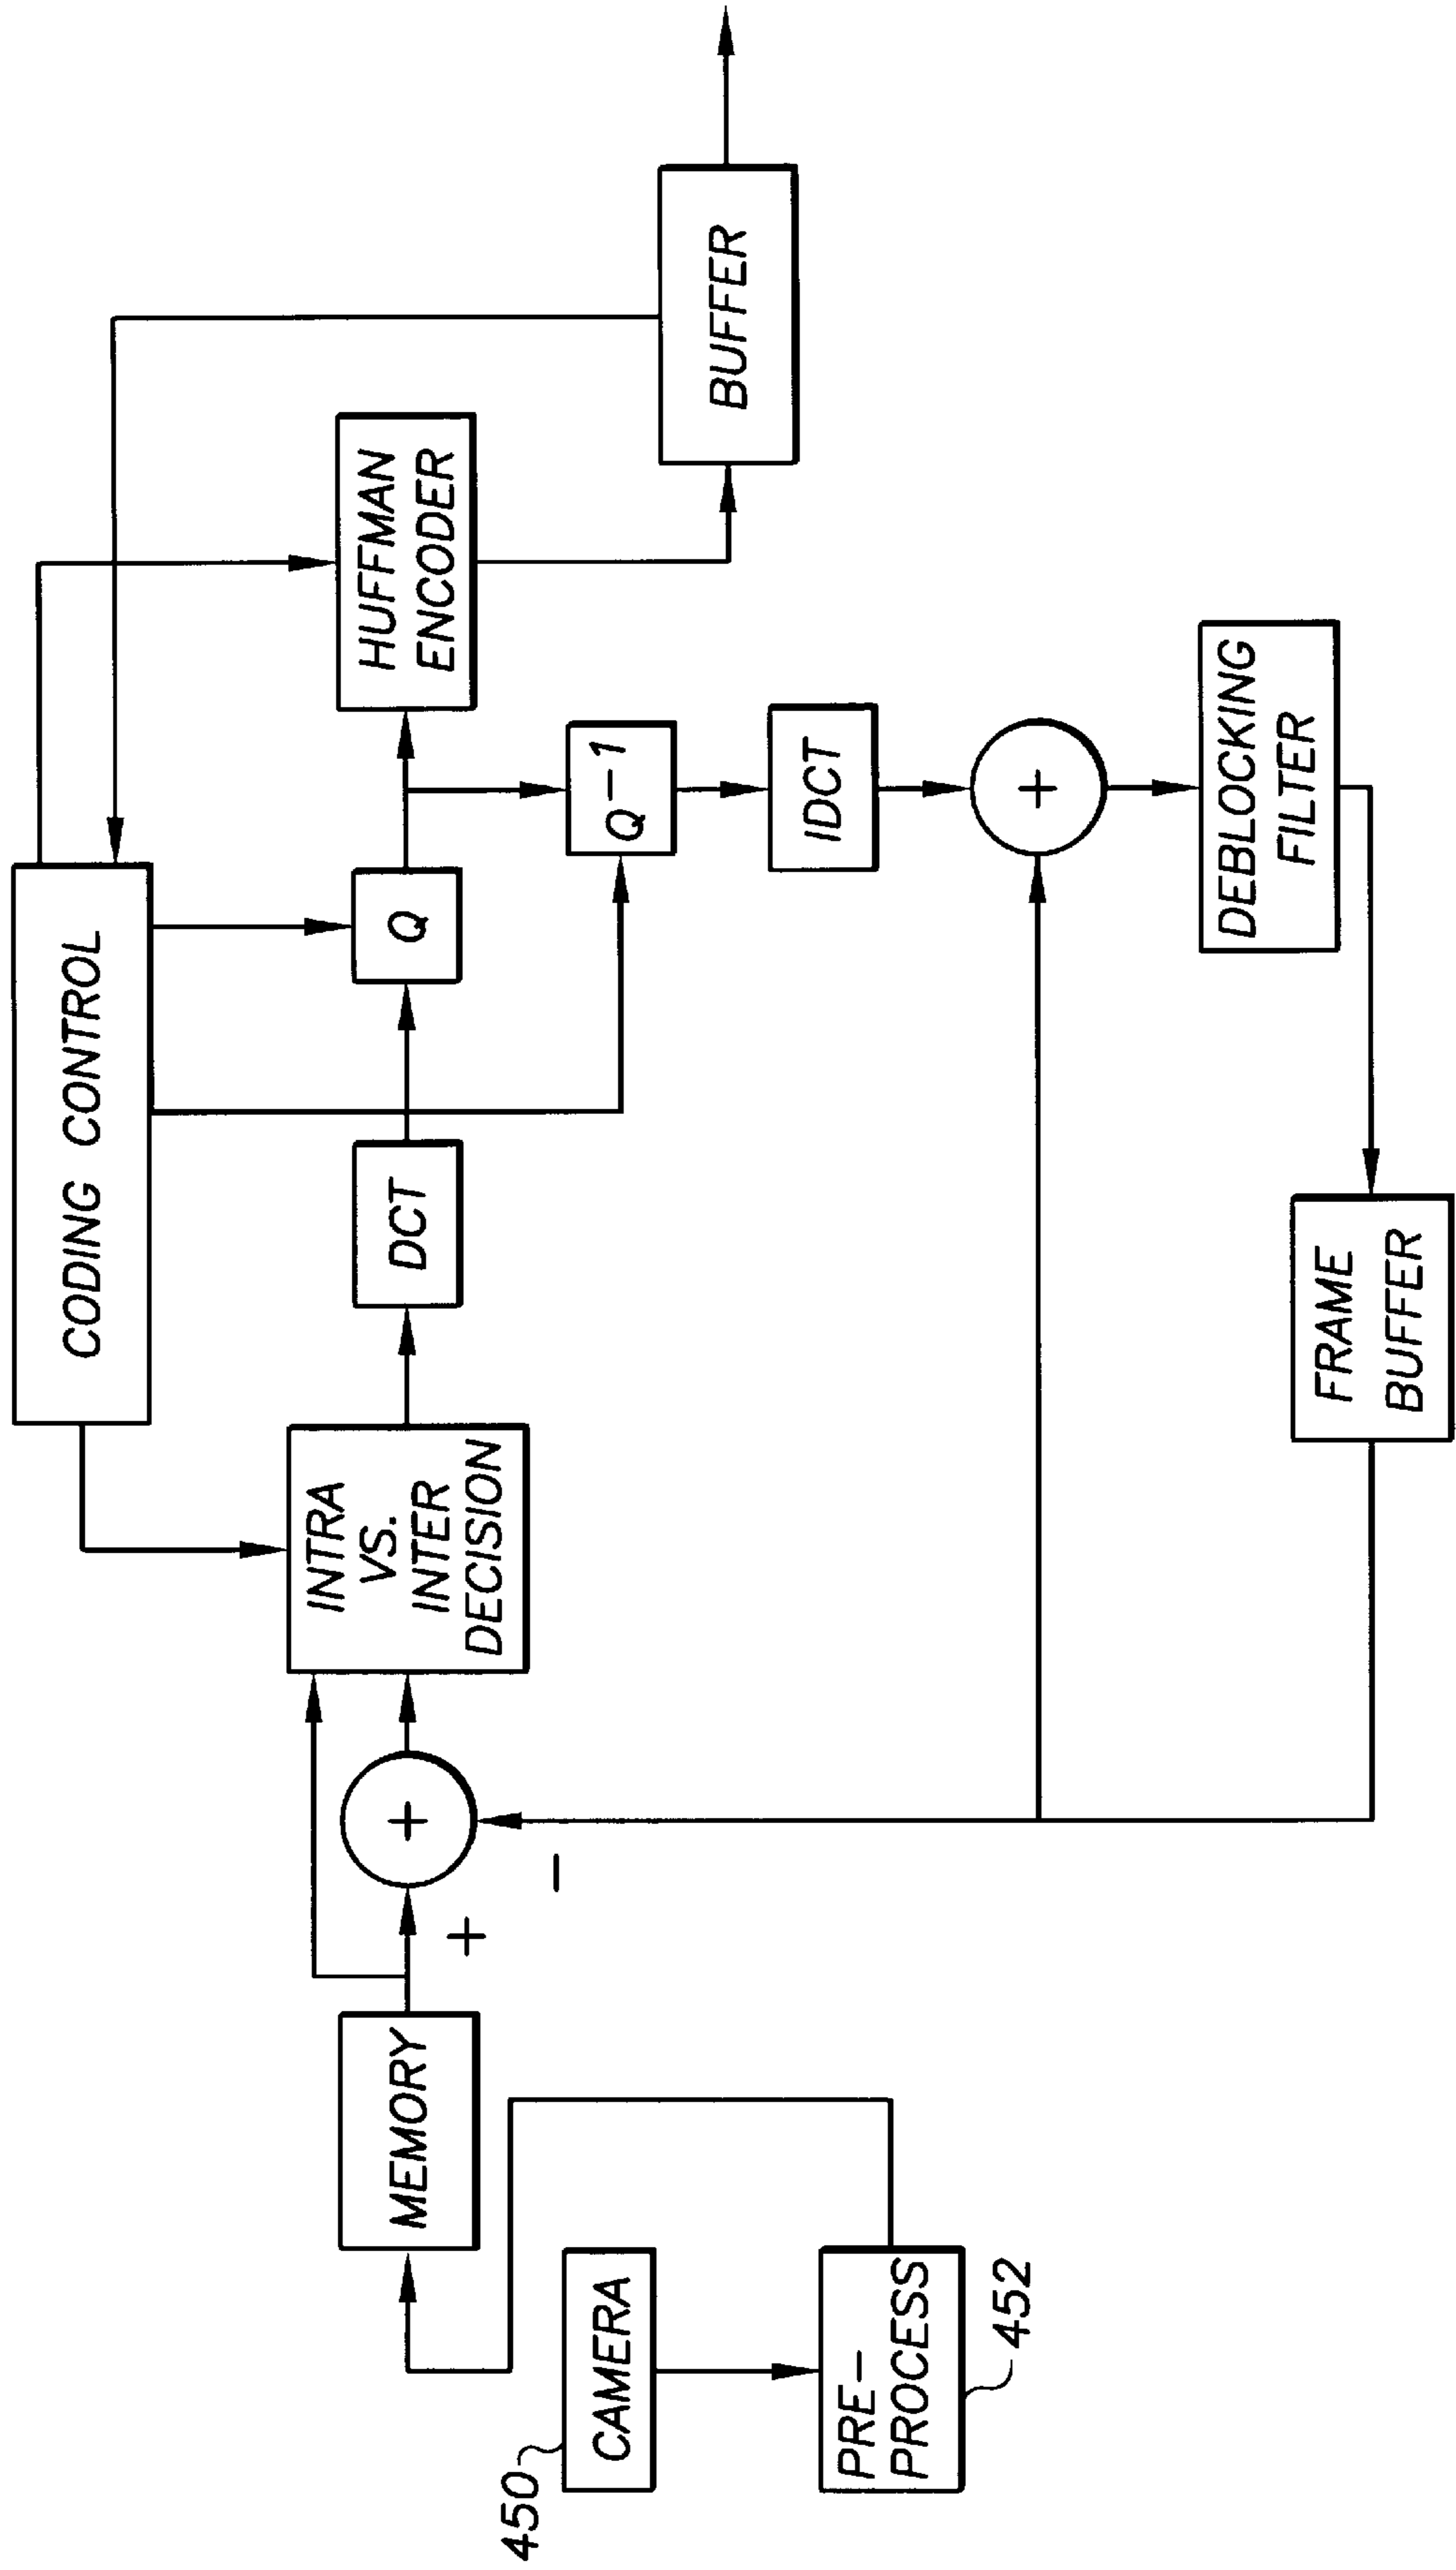 CODING CONTROL
INTRA
VS.
INTER
DECISION
DCT
Q
HUFFMAN
ENCODER
BUFFER
MEMORY
+
+
−
Q−1
IDCT
+
CAMERA
450
PRE−
PROCESS
452
DEBLOCKING
FILTER
FRAME
BUFFER